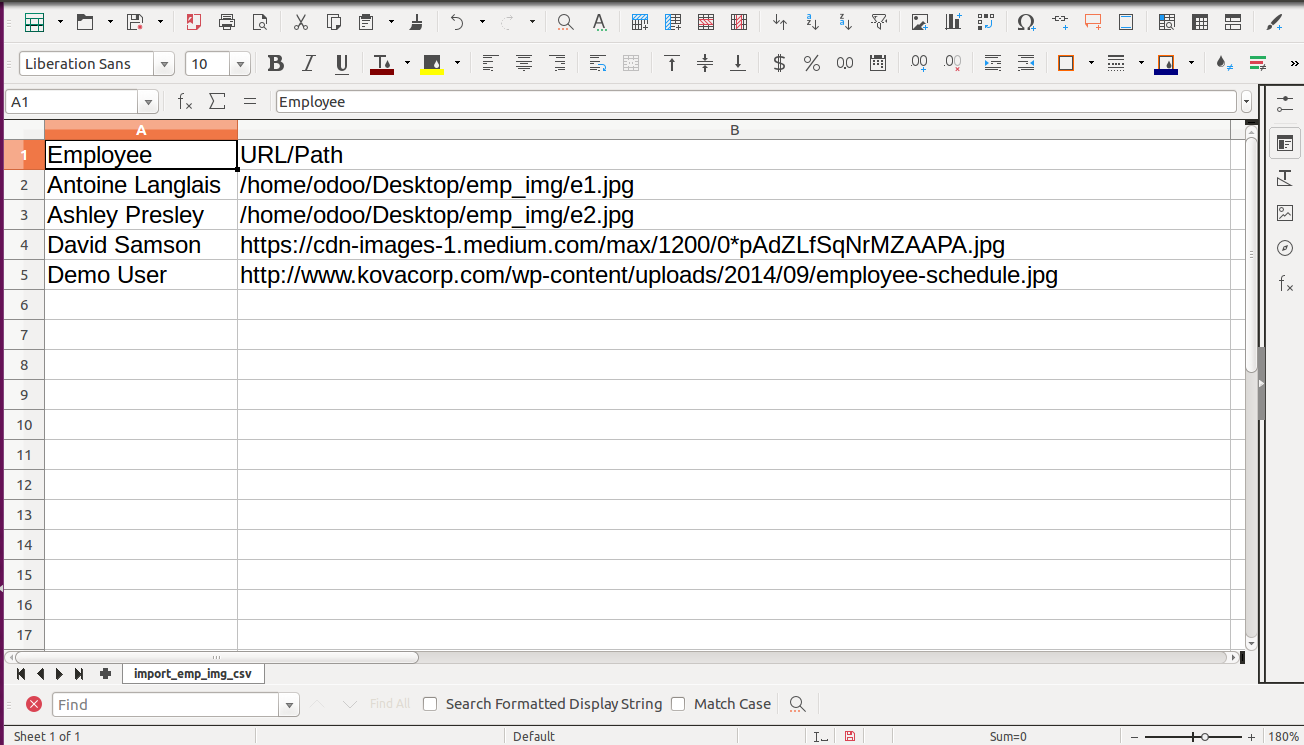 Liberation Sans
10
A1
Employee
A
B
1
Employee
URL/Path
2
Antoine Langlais
/home/odoo/Desktop/emp_img/e1.jpg
3
Ashley Presley
/home/odoo/Desktop/emp_img/e2.jpg
4
David Samson
https://cdn-images-1.medium.com/max/1200/0*pAdZLfSqNrMZAAPA.jpg
5
Demo User
http://www.kovacorp.com/wp-content/uploads/2014/09/employee-schedule.jpg
6
7
8
9
10
11
12
13
14
15
16
17
import_emp_img_csv
Find
Find All
Search Formatted Display String
Match Case
Sheet 1 of 1
Default
Sum=0
180%